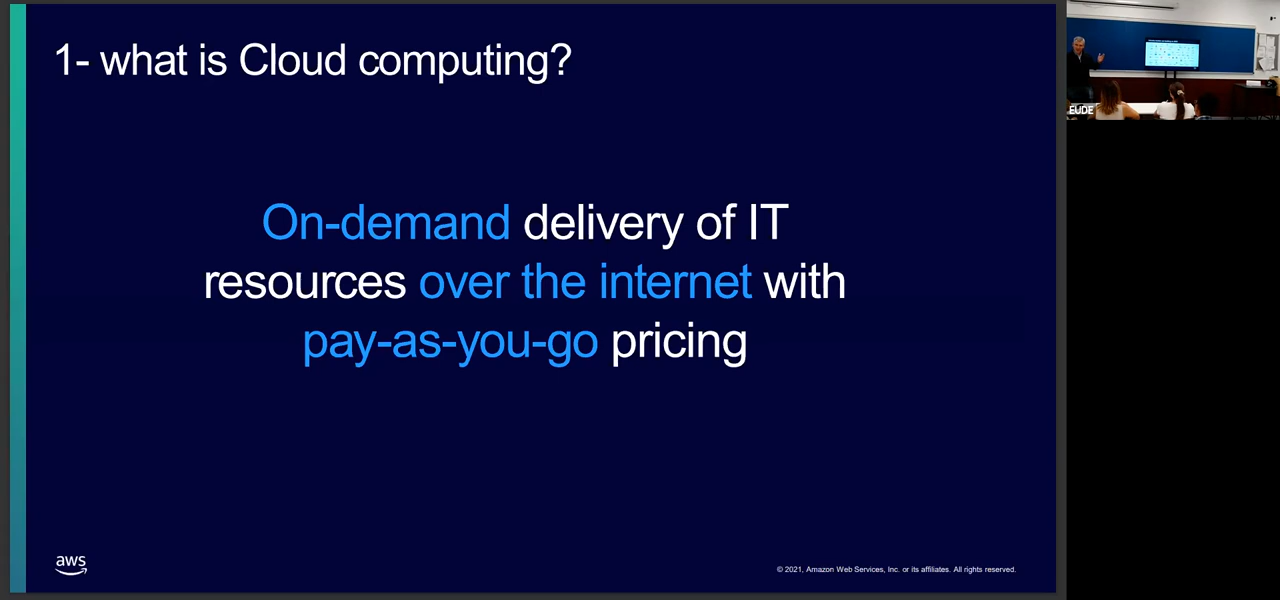 1- what is Cloud computing?
On-demand delivery of IT
resources over the internet with
pay-as-you-go pricing
aws
© 2021, Amazon Web Services, Inc. or its affiliates. All rights reserved.
EUDE